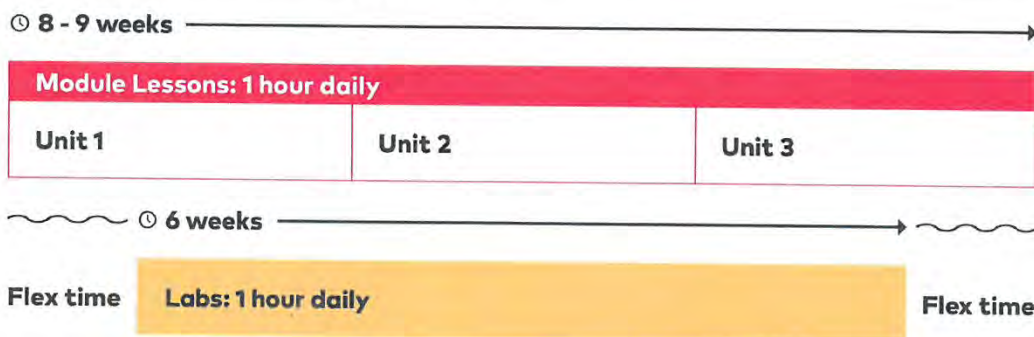 8 - 9 weeks
Module Lessons: 1 hour daily
Unit 1
Unit 2
Unit 3
6 weeks
Flex time
Labs: 1 hour daily
Flex time